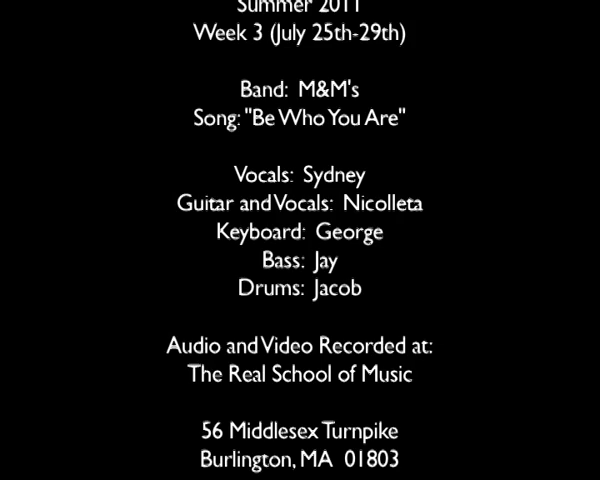 Summer 2011
Week 3 (July 25th-29th)
Band: M&M's
Song: "Be Who You Are"
Vocals: Sydney
Guitar and Vocals: Nicolleta
Keyboard: George
Bass: Jay
Drums: Jacob
Audio and Video Recorded at:
The Real School of Music
56 Middlesex Turnpike
Burlington, MA 01803